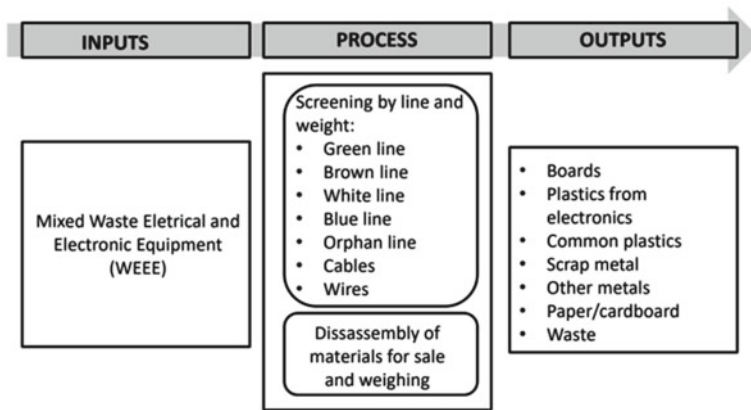 INPUTS
PROCESS
OUTPUTS
Mixed Waste Eletrical and
Electronic Equipment
(WEEE)
Screening by line and
weight:
• Green line
• Brown line
• White line
• Blue line
• Orphan line
• Cables
• Wires
Dissassembly of
materials for sale
and weighing
• Boards
• Plastics from
electronics
• Common plastics
• Scrap metal
• Other metals
• Paper/cardboard
• Waste